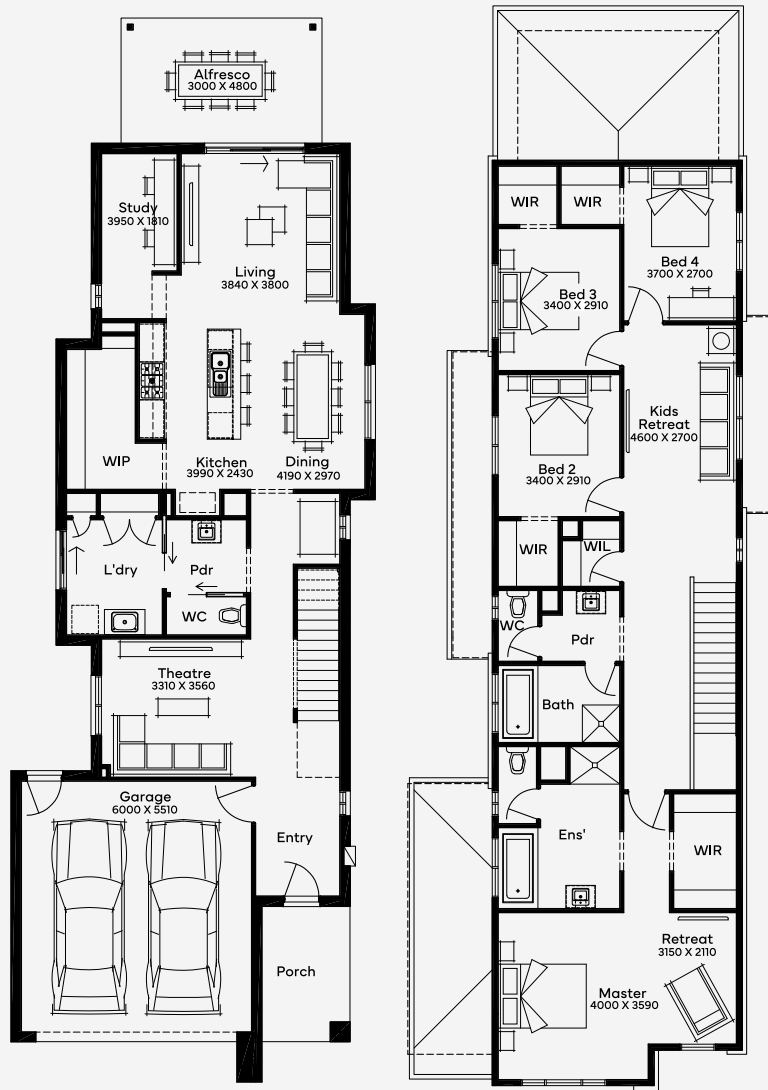 Alfresco
3000 X 4800
Study
3950 X 1810
Living
3840 X 3800
WIP
Kitchen
3990 X 2430
Dining
4190 X 2970
L'dry
Pdr
WC
Theatre
3310 X 3560
Garage
6000 X 5510
Entry
Porch
WIR
WIR
Bed 4
3700 X 2700
Bed 3
3400 X 2910
Kids
Retreat
4600 X 2700
Bed 2
3400 X 2910
WIR
WIL
WC
Pdr
Bath
Ens'
WIR
Retreat
3150 X 2110
Master
4000 X 3590